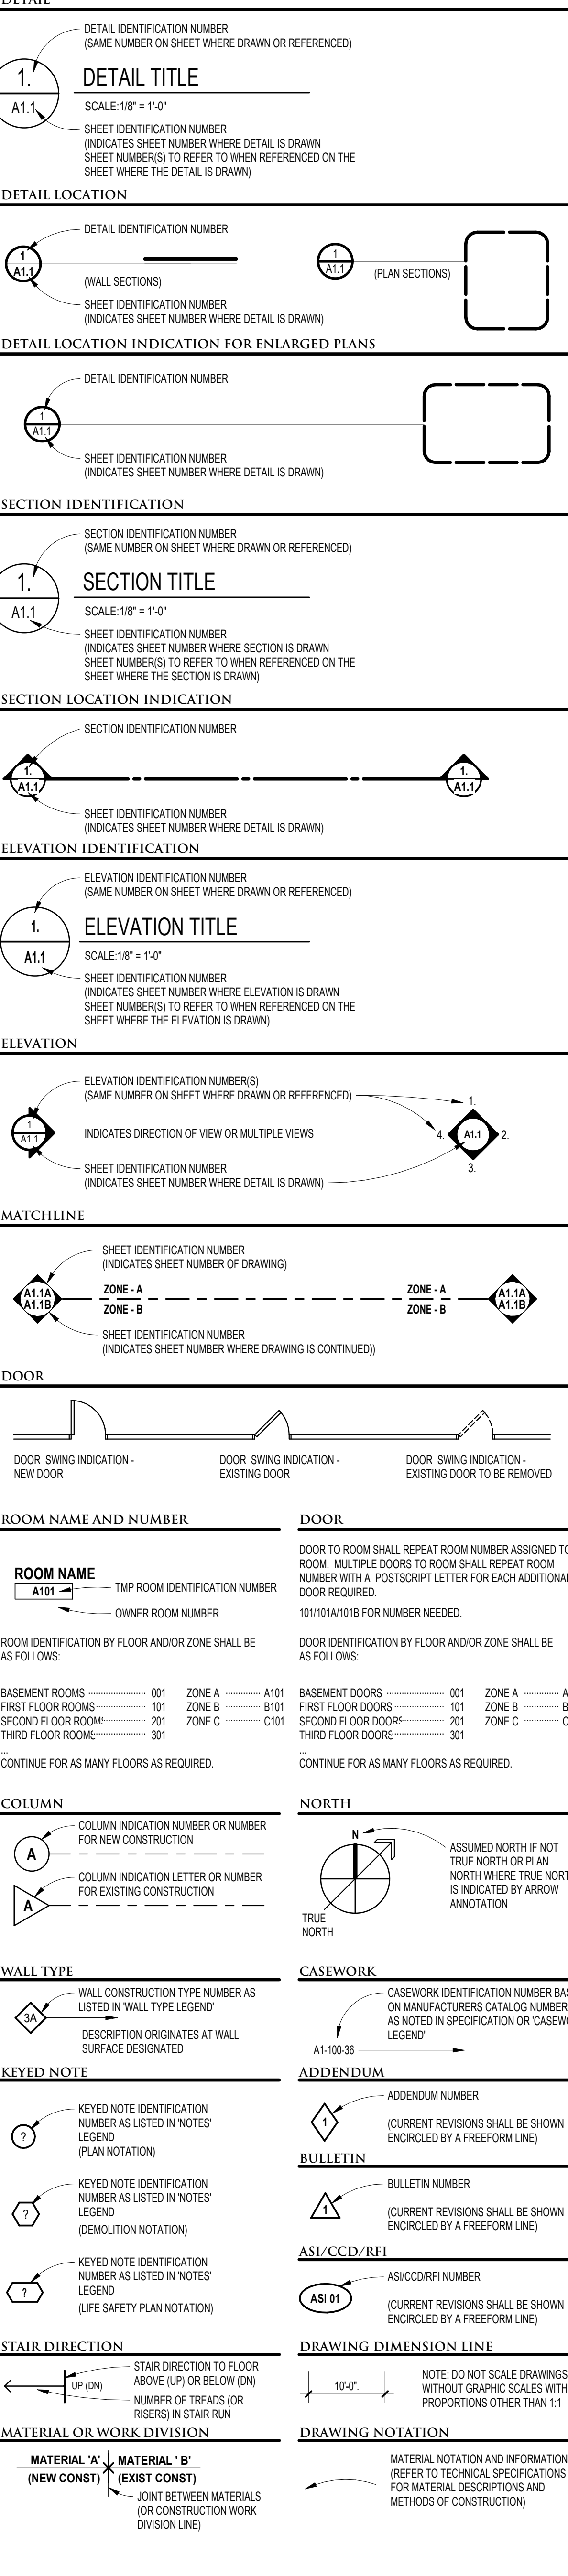 DETAIL
DETAIL IDENTIFICATION NUMBER
(SAME NUMBER ON SHEET WHERE DRAWN OR REFERENCED)
1.
DETAIL TITLE
A1.1
SCALE:1/8" = 1'-0"
SHEET IDENTIFICATION NUMBER
(INDICATES SHEET NUMBER WHERE DETAIL IS DRAWN
SHEET NUMBER(S) TO REFER TO WHEN REFERENCED ON THE
SHEET WHERE THE DETAIL IS DRAWN)
DETAIL LOCATION
DETAIL IDENTIFICATION NUMBER
1
A1.1
(WALL SECTIONS)
1
A1.1
(PLAN SECTIONS)
SHEET IDENTIFICATION NUMBER
(INDICATES SHEET NUMBER WHERE DETAIL IS DRAWN)
DETAIL LOCATION INDICATION FOR ENLARGED PLANS
DETAIL IDENTIFICATION NUMBER
1
A1.1
SHEET IDENTIFICATION NUMBER
(INDICATES SHEET NUMBER WHERE DETAIL IS DRAWN)
SECTION IDENTIFICATION
SECTION IDENTIFICATION NUMBER
(SAME NUMBER ON SHEET WHERE DRAWN OR REFERENCED)
1.
SECTION TITLE
A1.1
SCALE:1/8" = 1'-0"
SHEET IDENTIFICATION NUMBER
(INDICATES SHEET NUMBER WHERE SECTION IS DRAWN
SHEET NUMBER(S) TO REFER TO WHEN REFERENCED ON THE
SHEET WHERE THE SECTION IS DRAWN)
SECTION LOCATION INDICATION
SECTION IDENTIFICATION NUMBER
1.
A1.1
1.
A1.1
SHEET IDENTIFICATION NUMBER
(INDICATES SHEET NUMBER WHERE DETAIL IS DRAWN)
ELEVATION IDENTIFICATION
ELEVATION IDENTIFICATION NUMBER
(SAME NUMBER ON SHEET WHERE DRAWN OR REFERENCED)
1.
ELEVATION TITLE
A1.1
SCALE:1/8" = 1'-0"
SHEET IDENTIFICATION NUMBER
(INDICATES SHEET NUMBER WHERE ELEVATION IS DRAWN
SHEET NUMBER(S) TO REFER TO WHEN REFERENCED ON THE
SHEET WHERE THE ELEVATION IS DRAWN)
ELEVATION
ELEVATION IDENTIFICATION NUMBER(S)
(SAME NUMBER ON SHEET WHERE DRAWN OR REFERENCED)
1
A1.1
INDICATES DIRECTION OF VIEW OR MULTIPLE VIEWS
1.
4.
A1.1
2.
3.
SHEET IDENTIFICATION NUMBER
(INDICATES SHEET NUMBER WHERE DETAIL IS DRAWN)
MATCHLINE
SHEET IDENTIFICATION NUMBER
(INDICATES SHEET NUMBER OF DRAWING)
A1.1A
A1.1B
ZONE - A
ZONE - B
ZONE - A
ZONE - B
A1.1A
A1.1B
SHEET IDENTIFICATION NUMBER
(INDICATES SHEET NUMBER WHERE DRAWING IS CONTINUED))
DOOR
DOOR SWING INDICATION -
NEW DOOR
DOOR SWING INDICATION -
EXISTING DOOR
DOOR SWING INDICATION -
EXISTING DOOR TO BE REMOVED
ROOM NAME AND NUMBER
ROOM NAME
A101
TMP ROOM IDENTIFICATION NUMBER
OWNER ROOM NUMBER
ROOM IDENTIFICATION BY FLOOR AND/OR ZONE SHALL BE
AS FOLLOWS:
BASEMENT ROOMS 001 ZONE A A101
FIRST FLOOR ROOMS 101 ZONE B B101
SECOND FLOOR ROOMS 201 ZONE C C101
THIRD FLOOR ROOMS 301
...
CONTINUE FOR AS MANY FLOORS AS REQUIRED.
DOOR
DOOR TO ROOM SHALL REPEAT ROOM NUMBER ASSIGNED TO
ROOM. MULTIPLE DOORS TO ROOM SHALL REPEAT ROOM
NUMBER WITH A POSTSCRIPT LETTER FOR EACH ADDITIONAL
DOOR REQUIRED.
101/101A/101B FOR NUMBER NEEDED.
DOOR IDENTIFICATION BY FLOOR AND/OR ZONE SHALL BE
AS FOLLOWS:
BASEMENT DOORS 001 ZONE A A
FIRST FLOOR DOORS 101 ZONE B B
SECOND FLOOR DOORS 201 ZONE C C
THIRD FLOOR DOORS 301
...
CONTINUE FOR AS MANY FLOORS AS REQUIRED.
COLUMN
COLUMN INDICATION NUMBER OR NUMBER
FOR NEW CONSTRUCTION
A
COLUMN INDICATION LETTER OR NUMBER
FOR EXISTING CONSTRUCTION
A
NORTH
N
ASSUMED NORTH IF NOT
TRUE NORTH OR PLAN
NORTH WHERE TRUE NORT
IS INDICATED BY ARROW
ANNOTATION
TRUE
NORTH
WALL TYPE
WALL CONSTRUCTION TYPE NUMBER AS
LISTED IN 'WALL TYPE LEGEND'
3A
DESCRIPTION ORIGINATES AT WALL
SURFACE DESIGNATED
CASEWORK
CASEWORK IDENTIFICATION NUMBER BAS
ON MANUFACTURERS CATALOG NUMBER
AS NOTED IN SPECIFICATION OR 'CASEWO
LEGEND'
A1-100-36
KEYED NOTE
KEYED NOTE IDENTIFICATION
NUMBER AS LISTED IN 'NOTES'
LEGEND
(PLAN NOTATION)
?
KEYED NOTE IDENTIFICATION
NUMBER AS LISTED IN 'NOTES'
LEGEND
(DEMOLITION NOTATION)
?
KEYED NOTE IDENTIFICATION
NUMBER AS LISTED IN 'NOTES'
LEGEND
(LIFE SAFETY PLAN NOTATION)
?
ADDENDUM
ADDENDUM NUMBER
1
(CURRENT REVISIONS SHALL BE SHOWN
ENCIRCLED BY A FREEFORM LINE)
BULLETIN
BULLETIN NUMBER
1
(CURRENT REVISIONS SHALL BE SHOWN
ENCIRCLED BY A FREEFORM LINE)
ASI/CCD/RFI
ASI/CCD/RFI NUMBER
ASI 01
(CURRENT REVISIONS SHALL BE SHOWN
ENCIRCLED BY A FREEFORM LINE)
STAIR DIRECTION
STAIR DIRECTION TO FLOOR
ABOVE (UP) OR BELOW (DN)
UP (DN)
NUMBER OF TREADS (OR
RISERS) IN STAIR RUN
DRAWING DIMENSION LINE
10'-0".
NOTE: DO NOT SCALE DRAWINGS
WITHOUT GRAPHIC SCALES WITH
PROPORTIONS OTHER THAN 1:1
MATERIAL OR WORK DIVISION
MATERIAL 'A' MATERIAL ' B'
(NEW CONST) (EXIST CONST)
JOINT BETWEEN MATERIALS
(OR CONSTRUCTION WORK
DIVISION LINE)
DRAWING NOTATION
MATERIAL NOTATION AND INFORMATION
(REFER TO TECHNICAL SPECIFICATIONS
FOR MATERIAL DESCRIPTIONS AND
METHODS OF CONSTRUCTION)